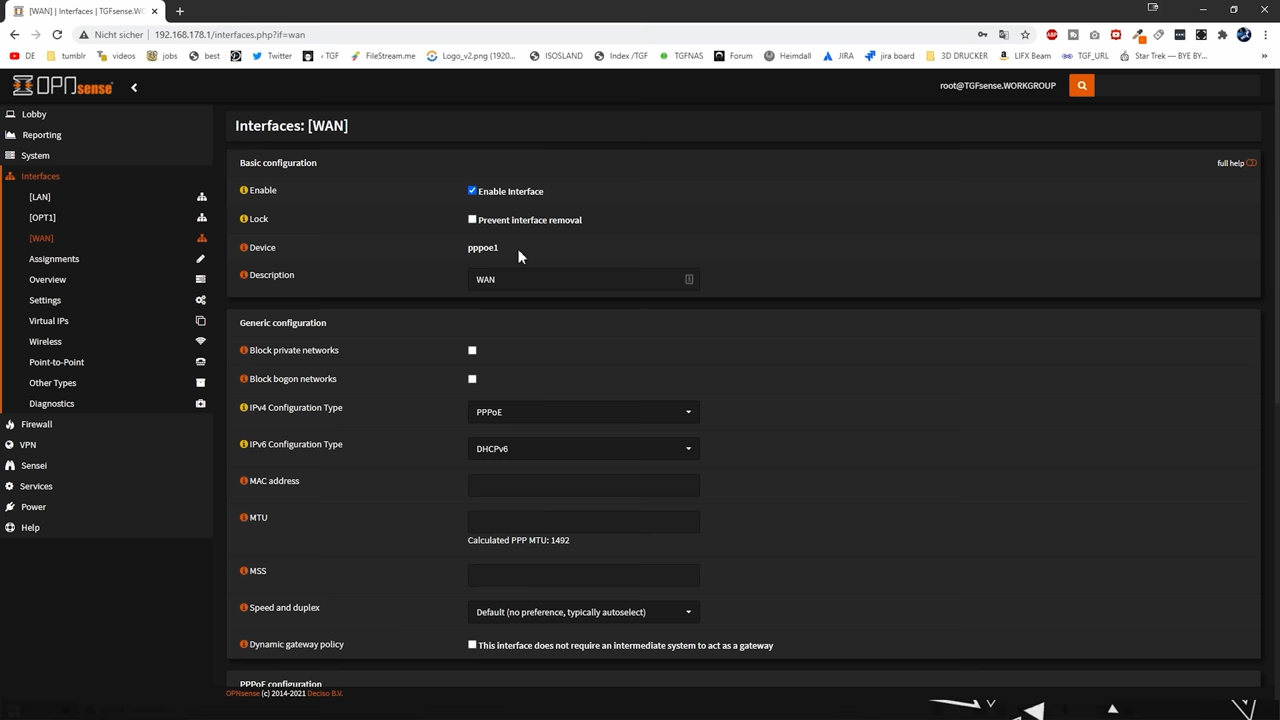 [WAN] | Interfaces | TGFsense.WO
Nicht sicher 192.168.178.1/interfaces.php?if=wan
DE tumblr videos jobs best Twitter ‹ TGF FileStream.me Logo_v2.png (1920... ISOSLAND Index /TGF TGFNAS Forum Heimdall JIRA jira board 3D DRUCKER LIFX Beam TGF_URL Star Trek — BYE BY... »
OPNsense
root@TGFsense.WORKGROUP
Lobby
Reporting
System
Interfaces
[LAN]
[OPT1]
[WAN]
Assignments
Overview
Settings
Virtual IPs
Wireless
Point-to-Point
Other Types
Diagnostics
Firewall
VPN
Sensei
Services
Power
Help
Interfaces: [WAN]
Basic configuration
full help
Enable
Enable Interface
Lock
Prevent interface removal
Device
pppoe1
Description
WAN
Generic configuration
Block private networks
Block bogon networks
IPv4 Configuration Type
PPPoE
IPv6 Configuration Type
DHCPv6
MAC address
MTU
Calculated PPP MTU: 1492
MSS
Speed and duplex
Default (no preference, typically autoselect)
Dynamic gateway policy
This interface does not require an intermediate system to act as a gateway
PPPoE configuration
OPNsense (c) 2014-2021 Deciso B.V.